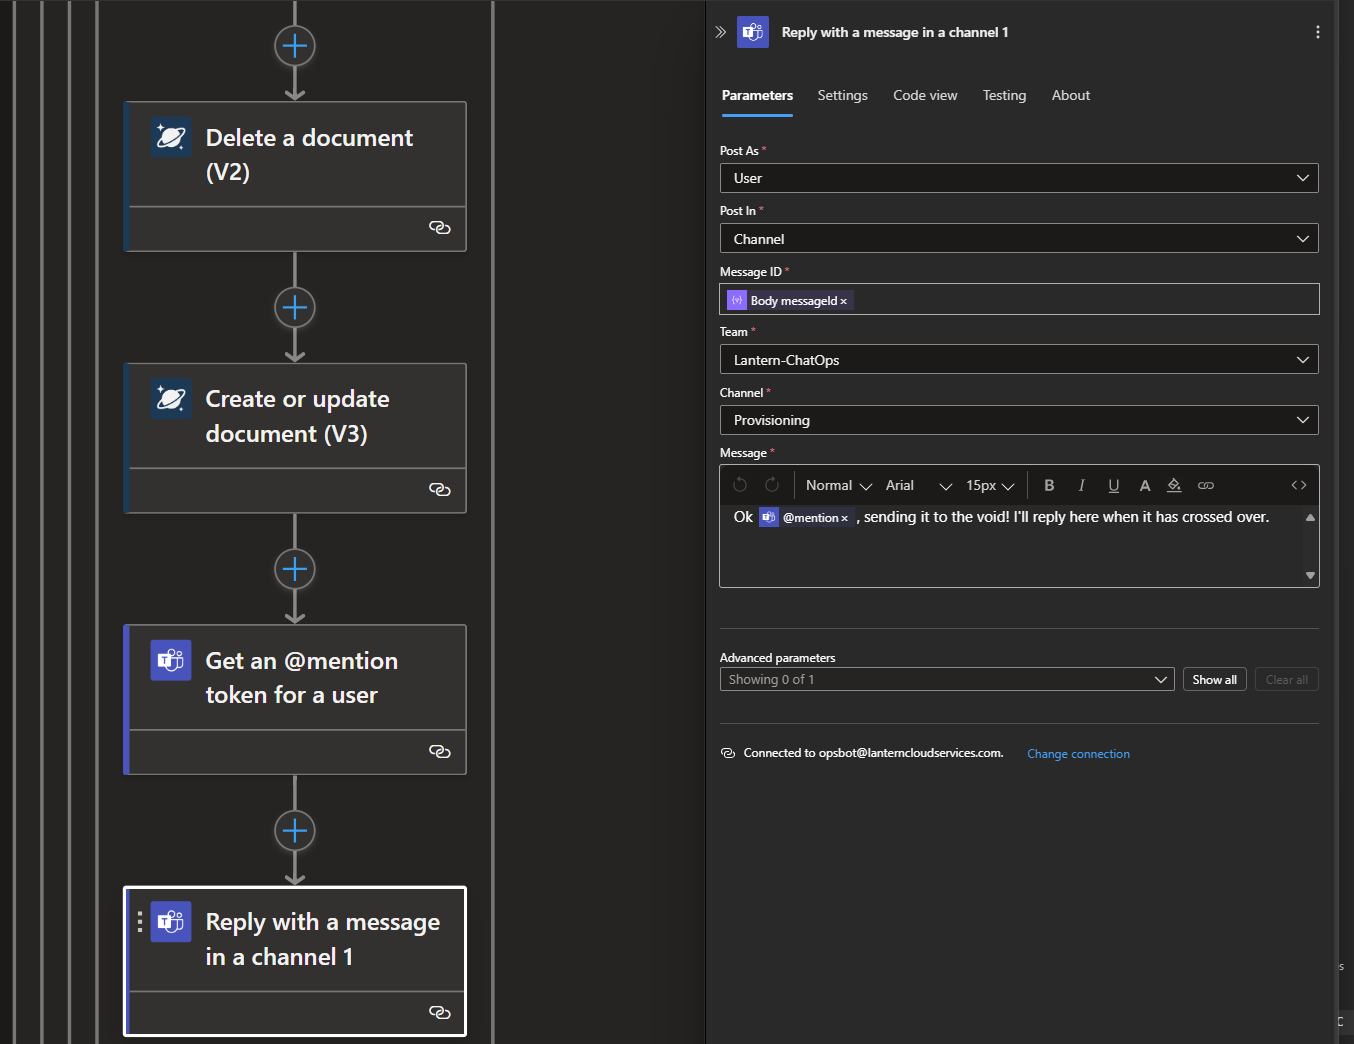 Delete a document
(V2)
Create or update
document (V3)
Get an @mention
token for a user
Reply with a message
in a channel 1
Reply with a message in a channel 1
Parameters Settings Code view Testing About
Post As *
User
Post In *
Channel
Message ID *
Body messageId ×
Team *
Lantern-ChatOps
Channel *
Provisioning
Message *
Normal Arial 15px B I U A <>
Ok @mention × , sending it to the void! I'll reply here when it has crossed over.
Advanced parameters
Showing 0 of 1 Show all Clear all
Connected to opsbot@lanterncloudservices.com. Change connection
s
C